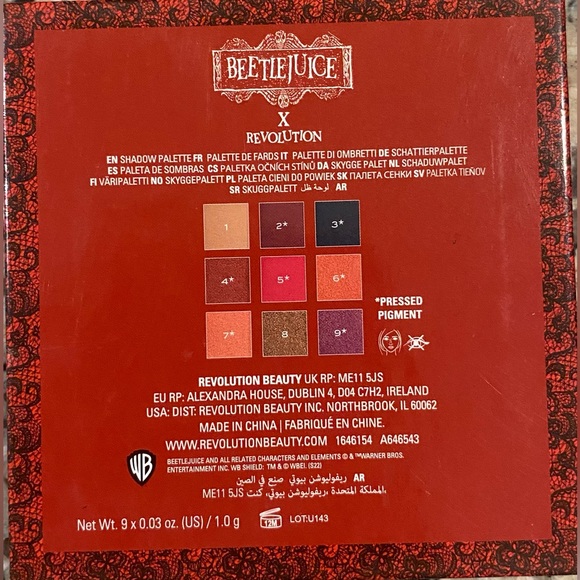 BEETLEJUICE
X
REVOLUTION
EN SHADOW PALETTE FR PALETTE DE FARDS IT PALETTE DI OMBRETTI DE SCHATTIERPALETTE
ES PALETA DE SOMBRAS CS PALETKA OČNÍCH STÍNŮ DA SKYGGE PALET NL SCHADUWPALET
FI VÄRIPALETTI NO SKYGGEPALETT PL PALETA CIENI DO POWIEK SK ПАЛЕТА СЕНКИ SV PALETKA TIEŇOV
SR SKUGGPALETT لوحة ظل AR
1 2* 3*
4* 5* 6*
7* 8 9*
*PRESSED
PIGMENT
REVOLUTION BEAUTY UK RP: ME11 5JS
EU RP: ALEXANDRA HOUSE, DUBLIN 4, D04 C7H2, IRELAND
USA: DIST: REVOLUTION BEAUTY INC. NORTHBROOK, IL 60062
MADE IN CHINA | FABRIQUÉ EN CHINE.
WWW.REVOLUTIONBEAUTY.COM 1646154 A646543
WB
BEETLEJUICE AND ALL RELATED CHARACTERS AND ELEMENTS © & ™WARNER BROS.
ENTERTAINMENT INC. WB SHIELD: TM & © WBEI. (S22)
ريفوليوشن بيوتي صنع في الصين AR
المملكة المتحدة، ريفوليوشن بيوتي، كنت، ME11 5JS
Net Wt. 9 x 0.03 oz. (US) / 1.0 g
12M
LOT:U143